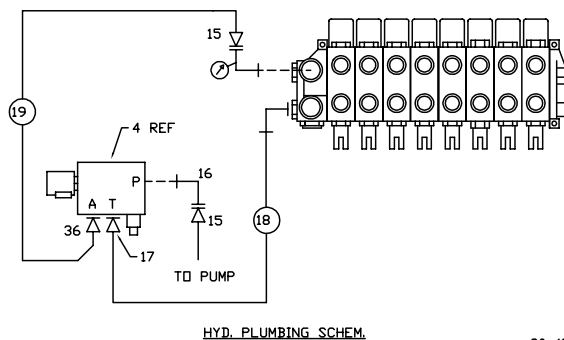 15
19
4 REF
P
16
A T
36
15
18
17
TO PUMP
HYD. PLUMBING SCHEM.